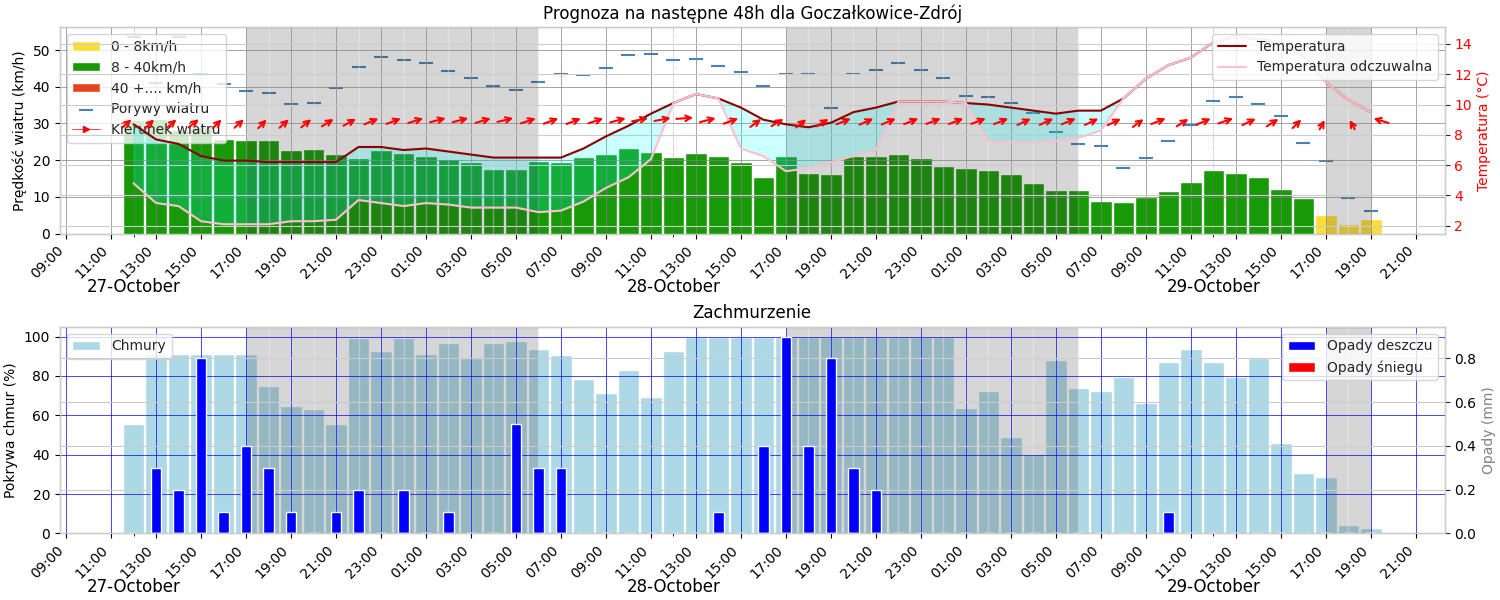 Prognoza na następne 48h dla Goczałkowice-Zdrój
Prędkość wiatru (km/h)
50
40
30
20
10
0
0 - 8km/h
8 - 40km/h
40 +.... km/h
Porywy wiatru
Kierunek wiatru
Temperatura
Temperatura odczuwalna
14
12
10
8
6
4
2
Temperatura (°C)
09:00 11:00 13:00 15:00 17:00 19:00 21:00 23:00 01:00 03:00 05:00 07:00 09:00 11:00 13:00 15:00 17:00 19:00 21:00 23:00 01:00 03:00 05:00 07:00 09:00 11:00 13:00 15:00 17:00 19:00 21:00
27-October 28-October 29-October
Zachmurzenie
Pokrywa chmur (%)
100
80
60
40
20
0
Chmury
Opady deszczu
Opady śniegu
0.8
0.6
0.4
0.2
0.0
Opady (mm)
09:00 11:00 13:00 15:00 17:00 19:00 21:00 23:00 01:00 03:00 05:00 07:00 09:00 11:00 13:00 15:00 17:00 19:00 21:00 23:00 01:00 03:00 05:00 07:00 09:00 11:00 13:00 15:00 17:00 19:00 21:00
27-October 28-October 29-October